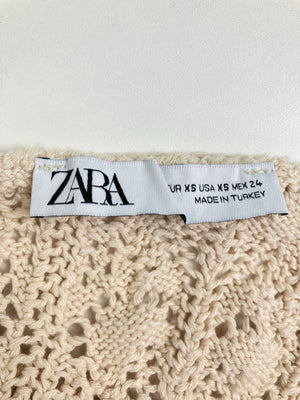 ZARA
EUR XS USA XS MEX 24
MADE IN TURKEY